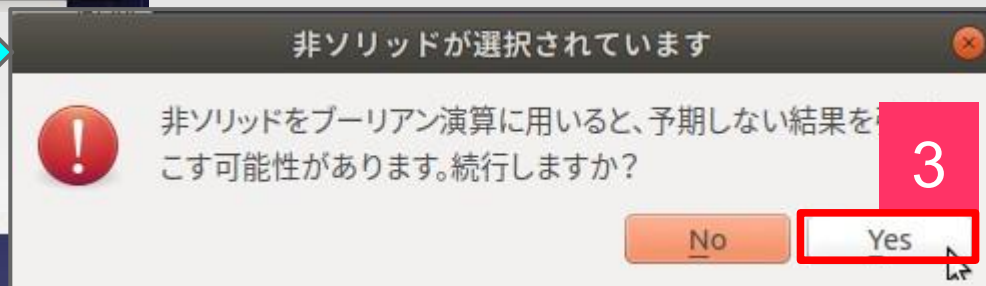 非ソリッドが選択されています
非ソリッドをブーリアン演算に用いると、予期しない結果を
こす可能性があります。続行しますか?
3
No
Yes